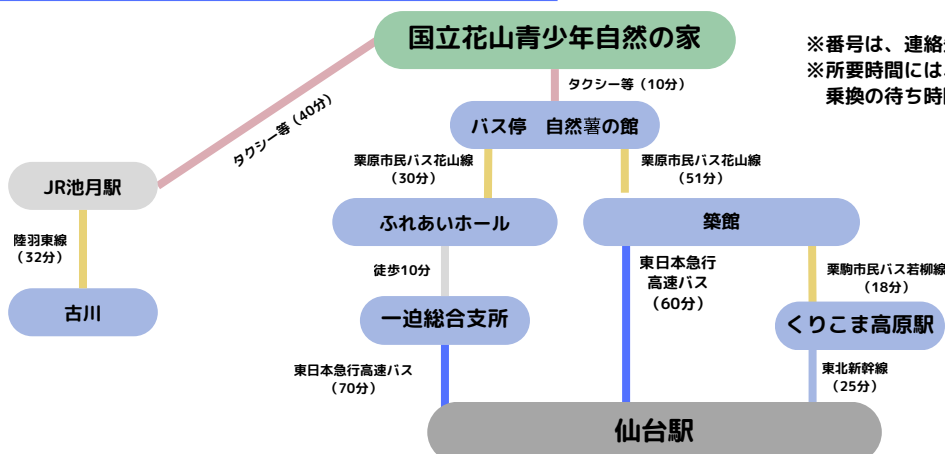 国立花山青少年自然の家
※番号は、連絡
※所要時間には、
乗換の待ち時
タクシー等（10分）
タクシー等（40分）
バス停　自然薯の館
栗原市民バス花山線
（30分）
栗原市民バス花山線
（51分）
JR池月駅
ふれあいホール
築館
陸羽東線
（32分）
徒歩10分
東日本急行
高速バス
（60分）
栗駒市民バス若柳線
（18分）
古川
一迫総合支所
くりこま高原駅
東日本急行高速バス
（70分）
東北新幹線
（25分）
仙台駅